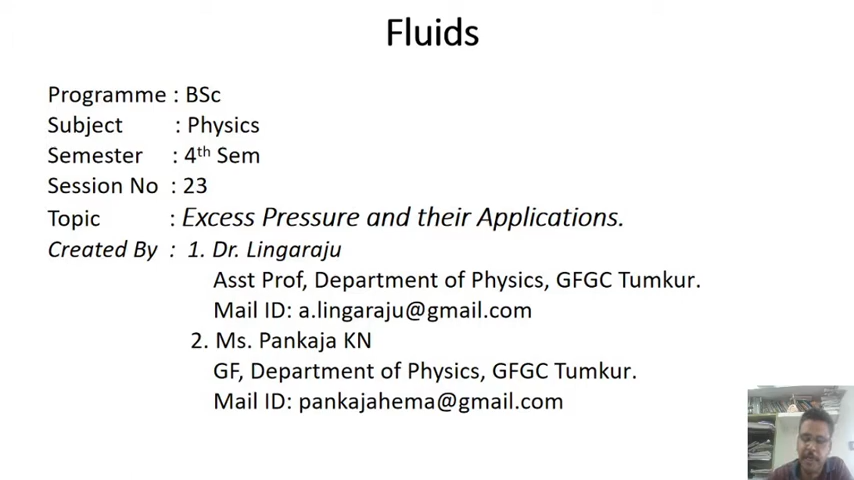 Fluids
Programme : BSc
Subject : Physics
Semester : 4th Sem
Session No : 23
Topic : Excess Pressure and their Applications.
Created By : 1. Dr. Lingaraju
Asst Prof, Department of Physics, GFGC Tumkur.
Mail ID: a.lingaraju@gmail.com
2. Ms. Pankaja KN
GF, Department of Physics, GFGC Tumkur.
Mail ID: pankajahema@gmail.com